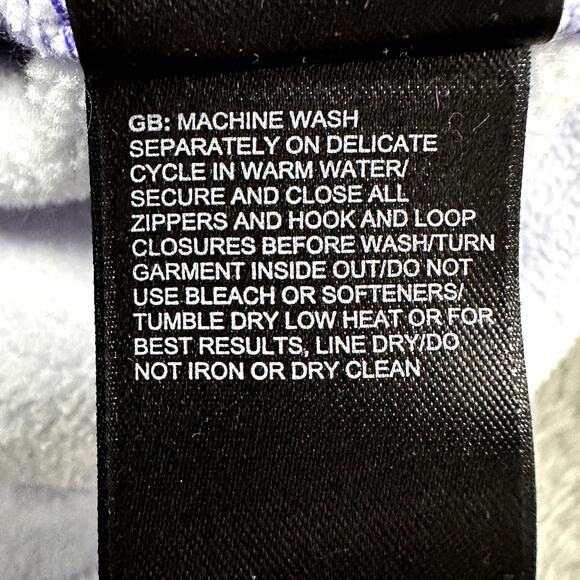 GB: MACHINE WASH
SEPARATELY ON DELICATE
CYCLE IN WARM WATER/
SECURE AND CLOSE ALL
ZIPPERS AND HOOK AND LOOP
CLOSURES BEFORE WASH/TURN
GARMENT INSIDE OUT/DO NOT
USE BLEACH OR SOFTENERS/
TUMBLE DRY LOW HEAT OR FOR
BEST RESULTS, LINE DRY/DO
NOT IRON OR DRY CLEAN